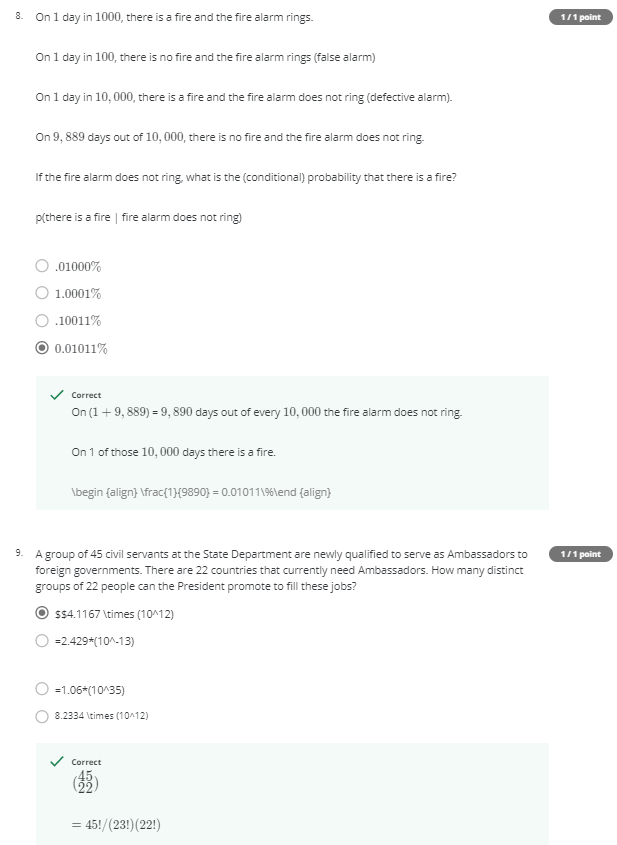 8. On 1 day in 1000, there is a fire and the fire alarm rings.
1 / 1 point
On 1 day in 100, there is no fire and the fire alarm rings (false alarm)
On 1 day in 10, 000, there is a fire and the fire alarm does not ring (defective alarm).
On 9, 889 days out of 10, 000, there is no fire and the fire alarm does not ring.
If the fire alarm does not ring, what is the (conditional) probability that there is a fire?
p(there is a fire | fire alarm does not ring)
.01000%
1.0001%
.10011%
0.01011%
Correct
On (1 + 9, 889) = 9, 890 days out of every 10, 000 the fire alarm does not ring.
On 1 of those 10, 000 days there is a fire.
\begin {align} \frac{1}{9890} = 0.01011\%\end {align}
9. A group of 45 civil servants at the State Department are newly qualified to serve as Ambassadors to
1 / 1 point
foreign governments. There are 22 countries that currently need Ambassadors. How many distinct
groups of 22 people can the President promote to fill these jobs?
$$4.1167 \times (10^12)
=2.429*(10^-13)
=1.06*(10^35)
8.2334 \times (10^12)
Correct
(45
22)
= 45!/(23!)(22!)